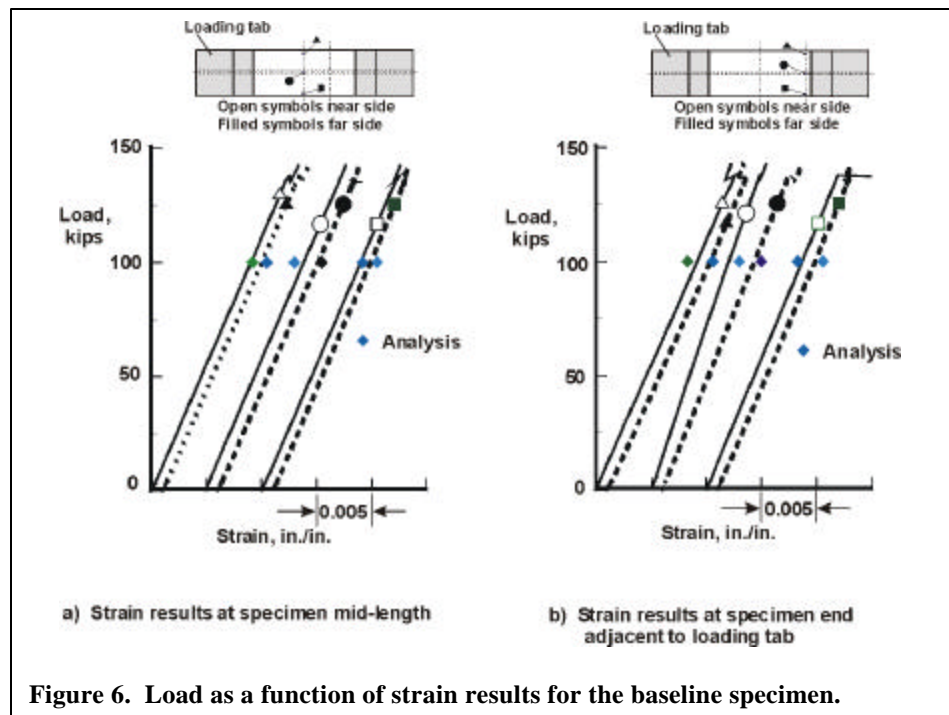 Loading tab
Open symbols near side
Filled symbols far side
150
Load,
kips
100
Analysis
50
0
0.005
Strain, in./in.
a) Strain results at specimen mid-length
Loading tab
Open symbols near side
Filled symbols far side
150
Load,
kips
100
Analysis
50
0
0.005
Strain, in./in.
b) Strain results at specimen end
adjacent to loading tab
Figure 6. Load as a function of strain results for the baseline specimen.